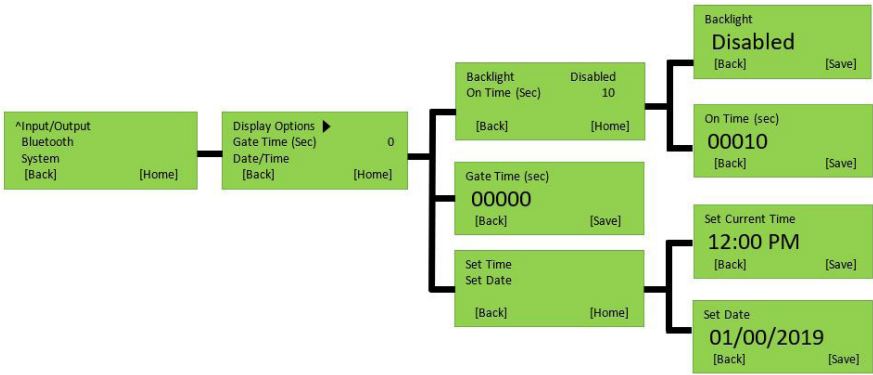 ^Input/Output
Bluetooth
System
[Back] [Home]
Display Options ▶
Gate Time (Sec) 0
Date/Time
[Back] [Home]
Backlight Disabled
On Time (Sec) 10
[Back] [Home]
Gate Time (sec)
00000
[Back] [Save]
Set Time
Set Date
[Back] [Home]
Backlight
Disabled
[Back] [Save]
On Time (sec)
00010
[Back] [Save]
Set Current Time
12:00 PM
[Back] [Save]
Set Date
01/00/2019
[Back] [Save]